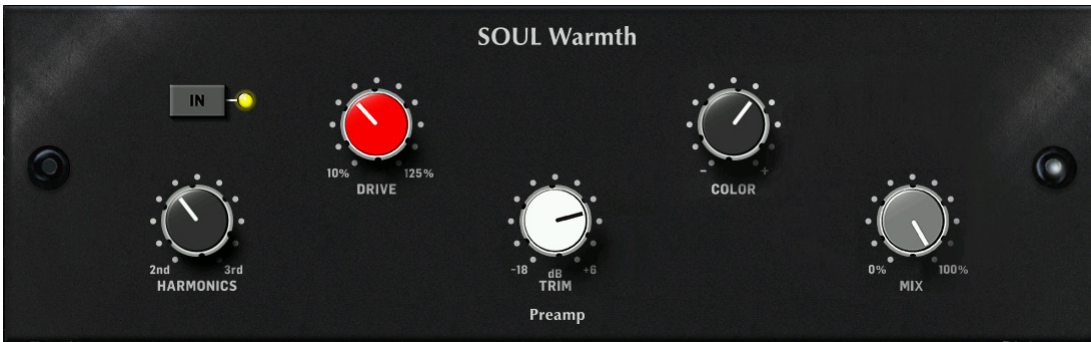 SOUL Warmth
IN
10% 125%
DRIVE
- +
COLOR
2nd 3rd
HARMONICS
-18 dB +6
TRIM
0% 100%
MIX
Preamp